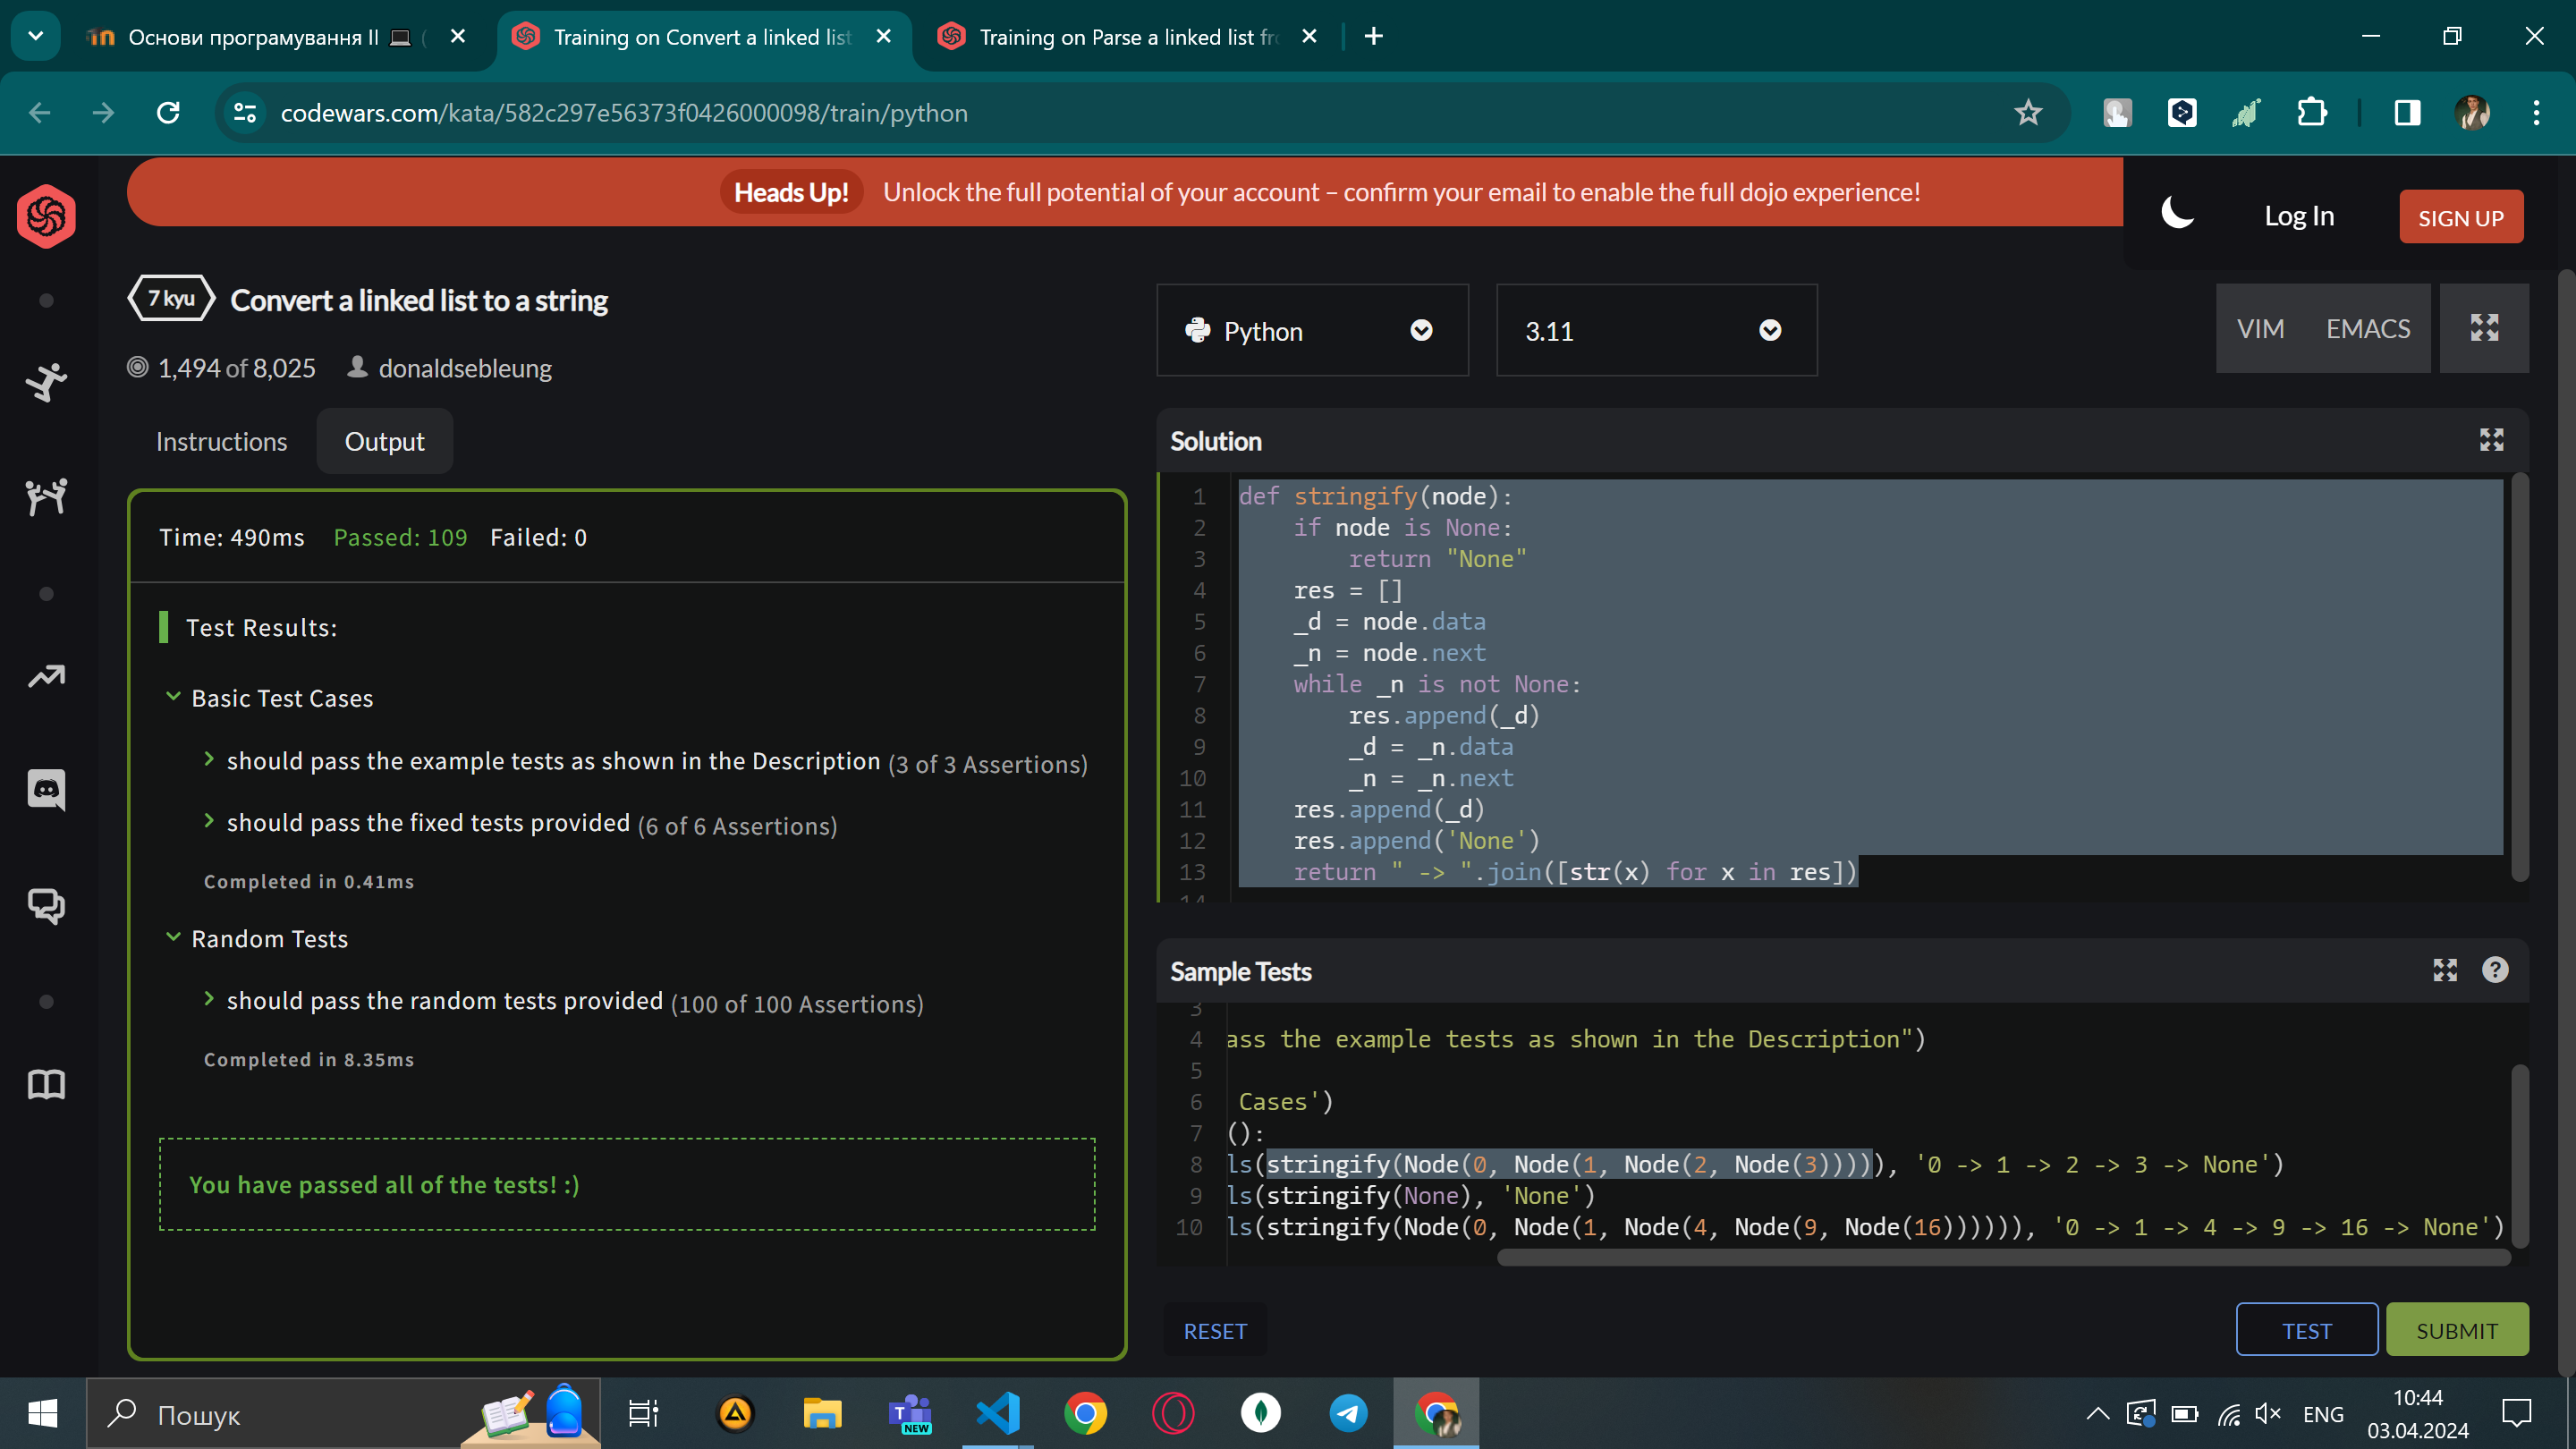 Основи програмування II 💻 (
Training on Convert a linked list
Training on Parse a linked list fro
codewars.com/kata/582c297e56373f0426000098/train/python
Heads Up! Unlock the full potential of your account – confirm your email to enable the full dojo experience!
Log In
SIGN UP
7 kyu Convert a linked list to a string
1,494 of 8,025 donaldsebleung
Python
3.11
VIM EMACS
Instructions Output
Time: 490ms Passed: 109 Failed: 0
Test Results:
Basic Test Cases
should pass the example tests as shown in the Description (3 of 3 Assertions)
should pass the fixed tests provided (6 of 6 Assertions)
Completed in 0.41ms
Random Tests
should pass the random tests provided (100 of 100 Assertions)
Completed in 8.35ms
You have passed all of the tests! :)
Solution
1 def stringify(node):
2     if node is None:
3         return "None"
4     res = []
5     _d = node.data
6     _n = node.next
7     while _n is not None:
8         res.append(_d)
9         _d = _n.data
10         _n = _n.next
11     res.append(_d)
12     res.append('None')
13     return " -> ".join([str(x) for x in res])
14
Sample Tests
3
4 ass the example tests as shown in the Description")
5
6 Cases')
7 ():
8 ls(stringify(Node(0, Node(1, Node(2, Node(3))))), '0 -> 1 -> 2 -> 3 -> None')
9 ls(stringify(None), 'None')
10 ls(stringify(Node(0, Node(1, Node(4, Node(9, Node(16)))))), '0 -> 1 -> 4 -> 9 -> 16 -> None')
RESET
TEST
SUBMIT
Пошук
T
NEW
ENG
10:44
03.04.2024